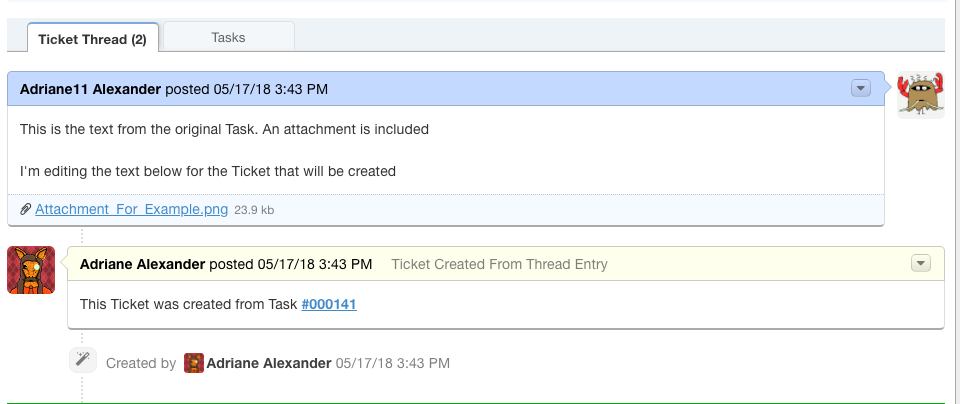 Ticket Thread (2) Tasks
Adriane11 Alexander posted 05/17/18 3:43 PM
This is the text from the original Task. An attachment is included
I'm editing the text below for the Ticket that will be created
Attachment_For_Example.png 23.9 kb
Adriane Alexander posted 05/17/18 3:43 PM Ticket Created From Thread Entry
This Ticket was created from Task #000141
Created by Adriane Alexander 05/17/18 3:43 PM